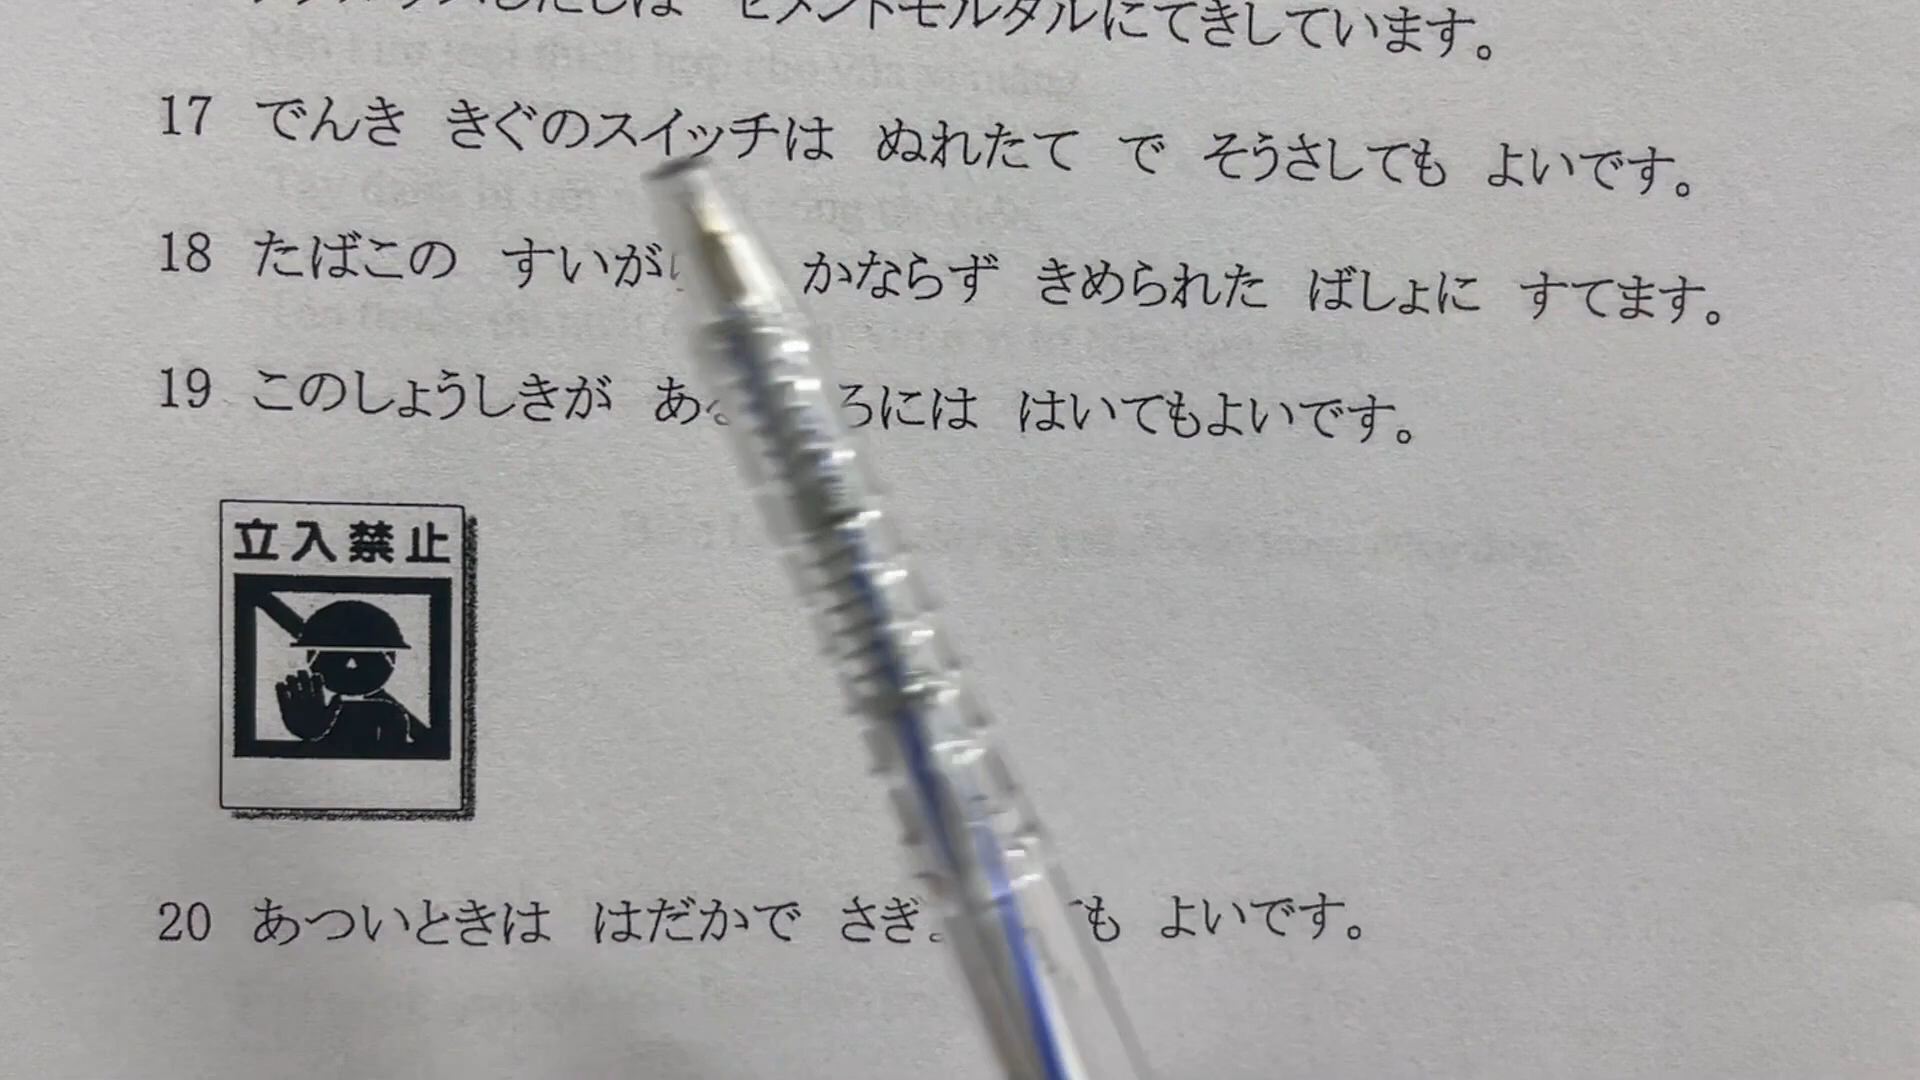 したじは セメントモルタルにてきしています。
17 でんき きぐのスイッチは ぬれたて で そうさしても よいです。
18 たばこの すいが かならず きめられた ばしょに すてます。
19 このしょうしきが あ ろには はいてもよいです。
立入禁止
20 あついときは はだかで さぎ も よいです。